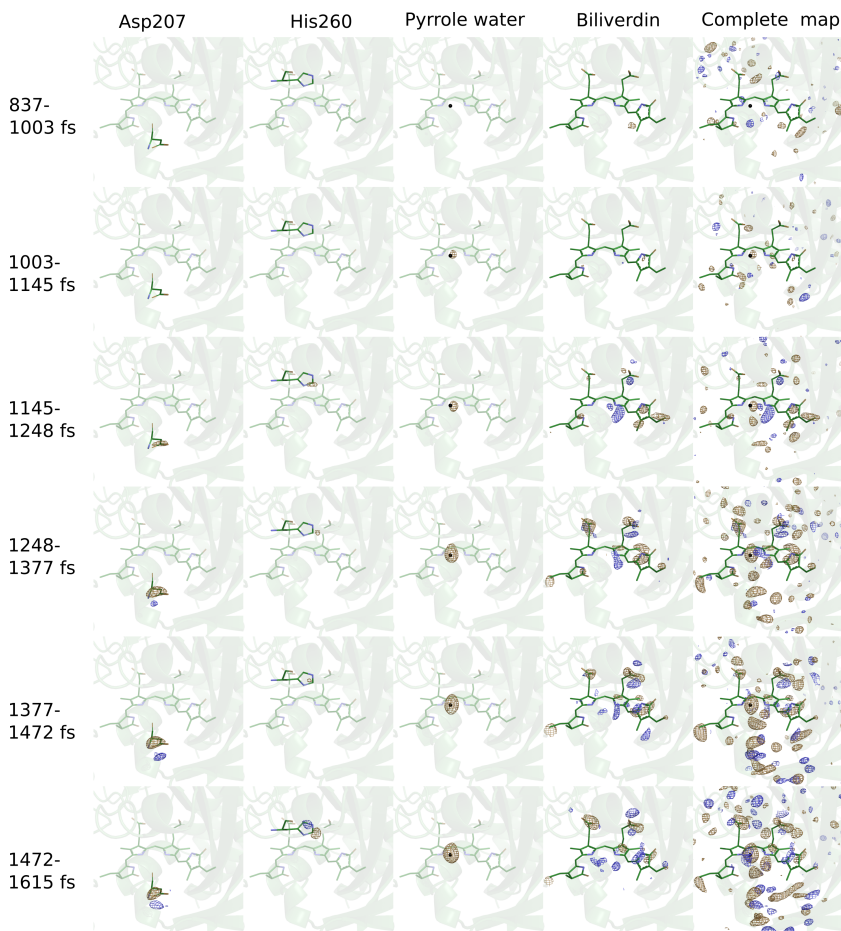 Asp207 His260 Pyrrole water Biliverdin Complete map
837-
1003 fs
1003-
1145 fs
1145-
1248 fs
1248-
1377 fs
1377-
1472 fs
1472-
1615 fs